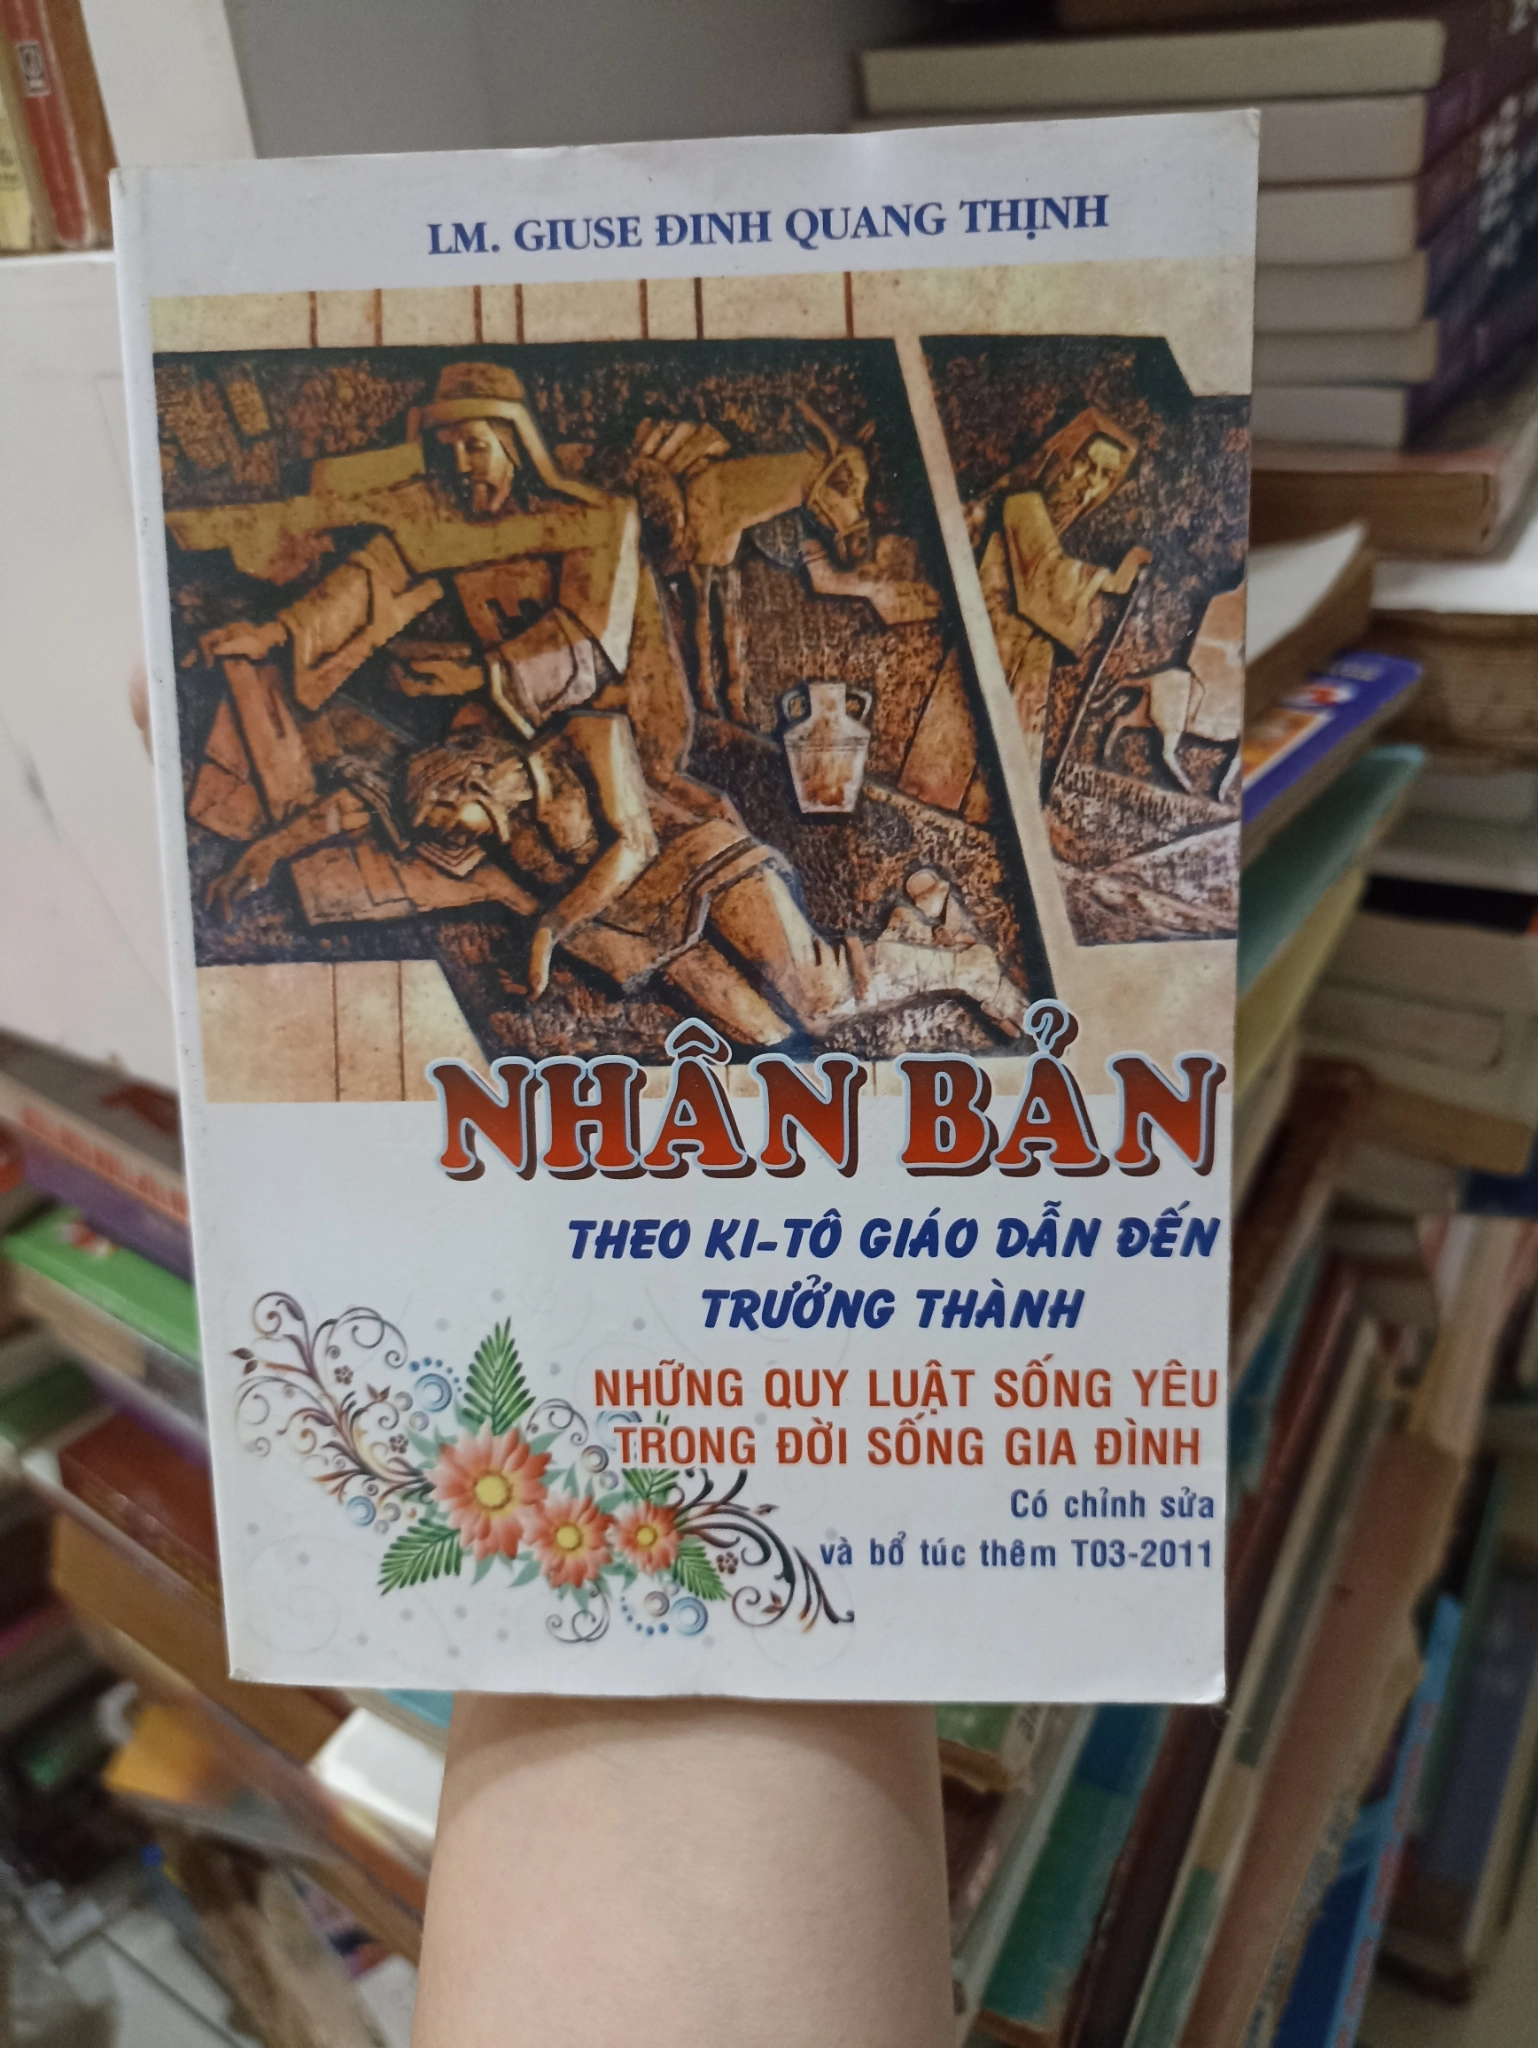 LM. GIUSE ĐINH QUANG THỊNH
NHÂN BẢN
THEO KI-TÔ GIÁO DẪN ĐẾN
TRƯỞNG THÀNH
NHỮNG QUY LUẬT SỐNG YÊU
TRONG ĐỜI SỐNG GIA ĐÌNH
Có chỉnh sửa
và bổ túc thêm T03-2011